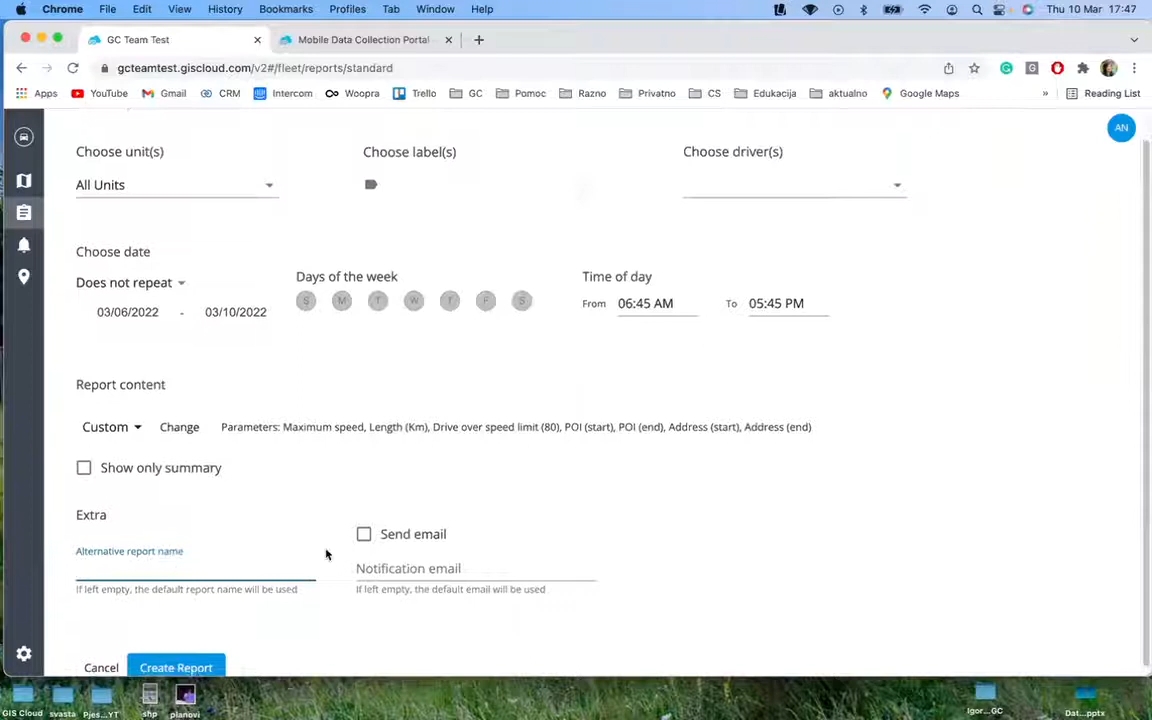 Chrome File Edit View History Bookmarks Profiles Tab Window Help Thu 10 Mar 17:47
GC Team Test Mobile Data Collection Portal
gcteamtest.giscloud.com/v2#/fleet/reports/standard
Apps YouTube Gmail CRM Intercom Woopra Trello GC Pomoc Razno Privatno CS Edukacija aktualno Google Maps » Reading List
AN
Choose unit(s) Choose label(s) Choose driver(s)
All Units
Choose date
Does not repeat Days of the week Time of day
S M T W T F S From 06:45 AM To 05:45 PM
03/06/2022 - 03/10/2022
Report content
Custom Change Parameters: Maximum speed, Length (Km), Drive over speed limit (80), POI (start), POI (end), Address (start), Address (end)
Show only summary
Extra
Send email
Alternative report name
Notification email
If left empty, the default report name will be used If left empty, the default email will be used
Cancel Create Report
GIS Cloud svasta Pjes...YT shp planovi Igor...GC Dat...pptx